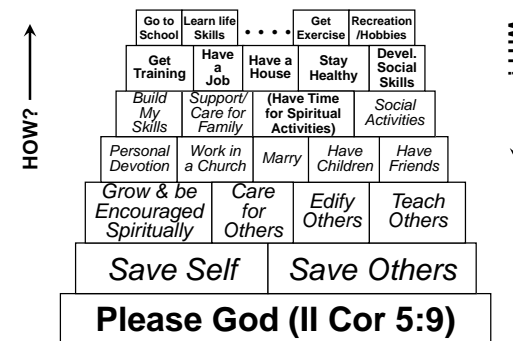 Go to
School
Learn life
Skills
. . . .
Get
Exercise
Recreation
/Hobbies
Get
Training
Have
a
Job
Have a
House
Stay
Healthy
Devel.
Social
Skills
Build
My
Skills
Support/
Care for
Family
(Have Time
for Spiritual
Activities)
Social
Activities
Personal
Devotion
Work in
a Church
Marry
Have
Children
Have
Friends
Grow & be
Encouraged
Spiritually
Care
for
Others
Edify
Others
Teach
Others
Save Self
Save Others
Please God (II Cor 5:9)
HOW?